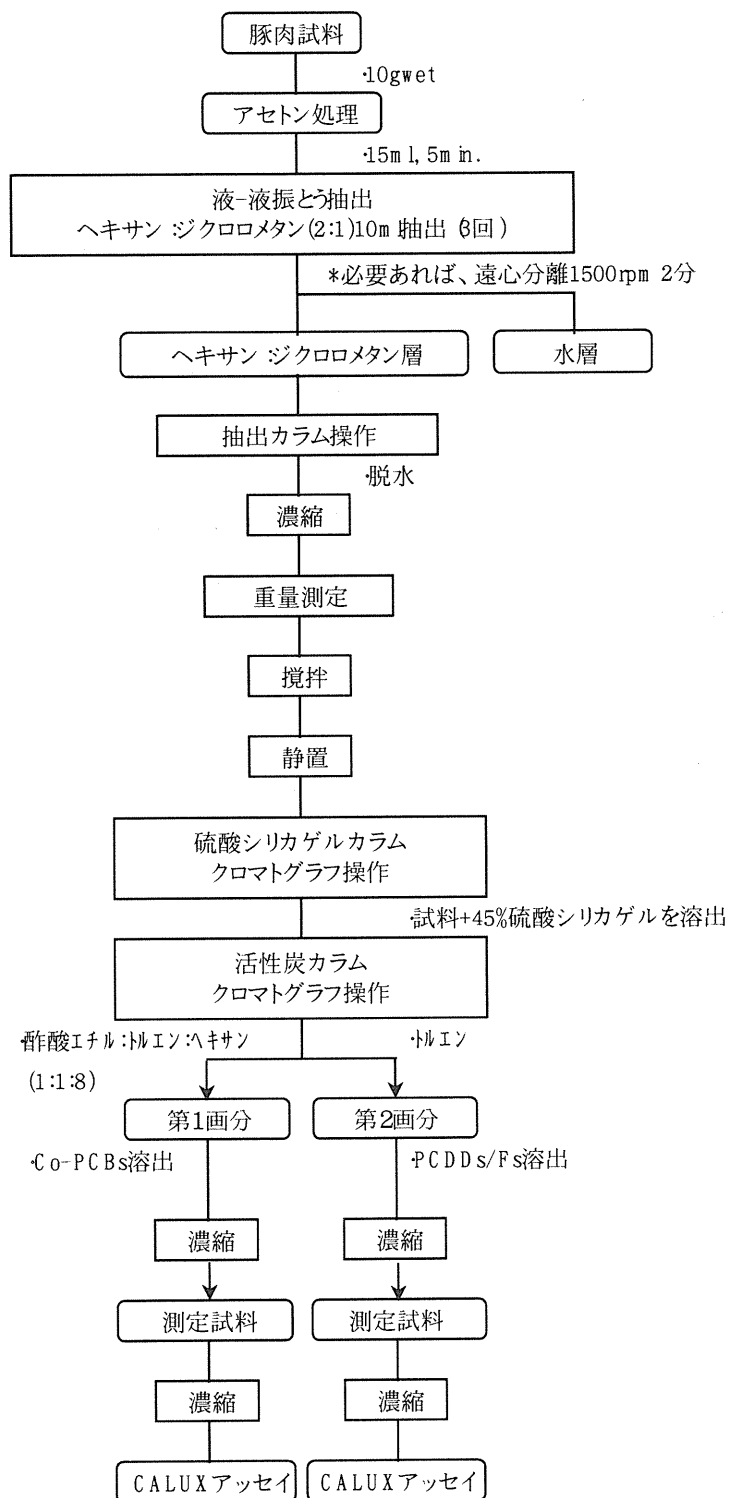 豚肉試料
・10gwet
アセトン処理
・15ml, 5min.
液-液振とう抽出
ヘキサン:ジクロロメタン(2:1)10ml抽出(3回)
*必要あれば、遠心分離1500rpm 2分
ヘキサン:ジクロロメタン層
水層
抽出カラム操作
・脱水
濃縮
重量測定
撹拌
静置
硫酸シリカゲルカラム
クロマトグラフ操作
・試料+45%硫酸シリカゲルを溶出
活性炭カラム
クロマトグラフ操作
・酢酸エチル:トルエン:ヘキサン
(1:1:8)
・トルエン
第1画分
第2画分
・Co-PCBs溶出
・PCDDs/Fs溶出
濃縮
濃縮
測定試料
測定試料
濃縮
濃縮
CALUXアッセイ
CALUXアッセイ